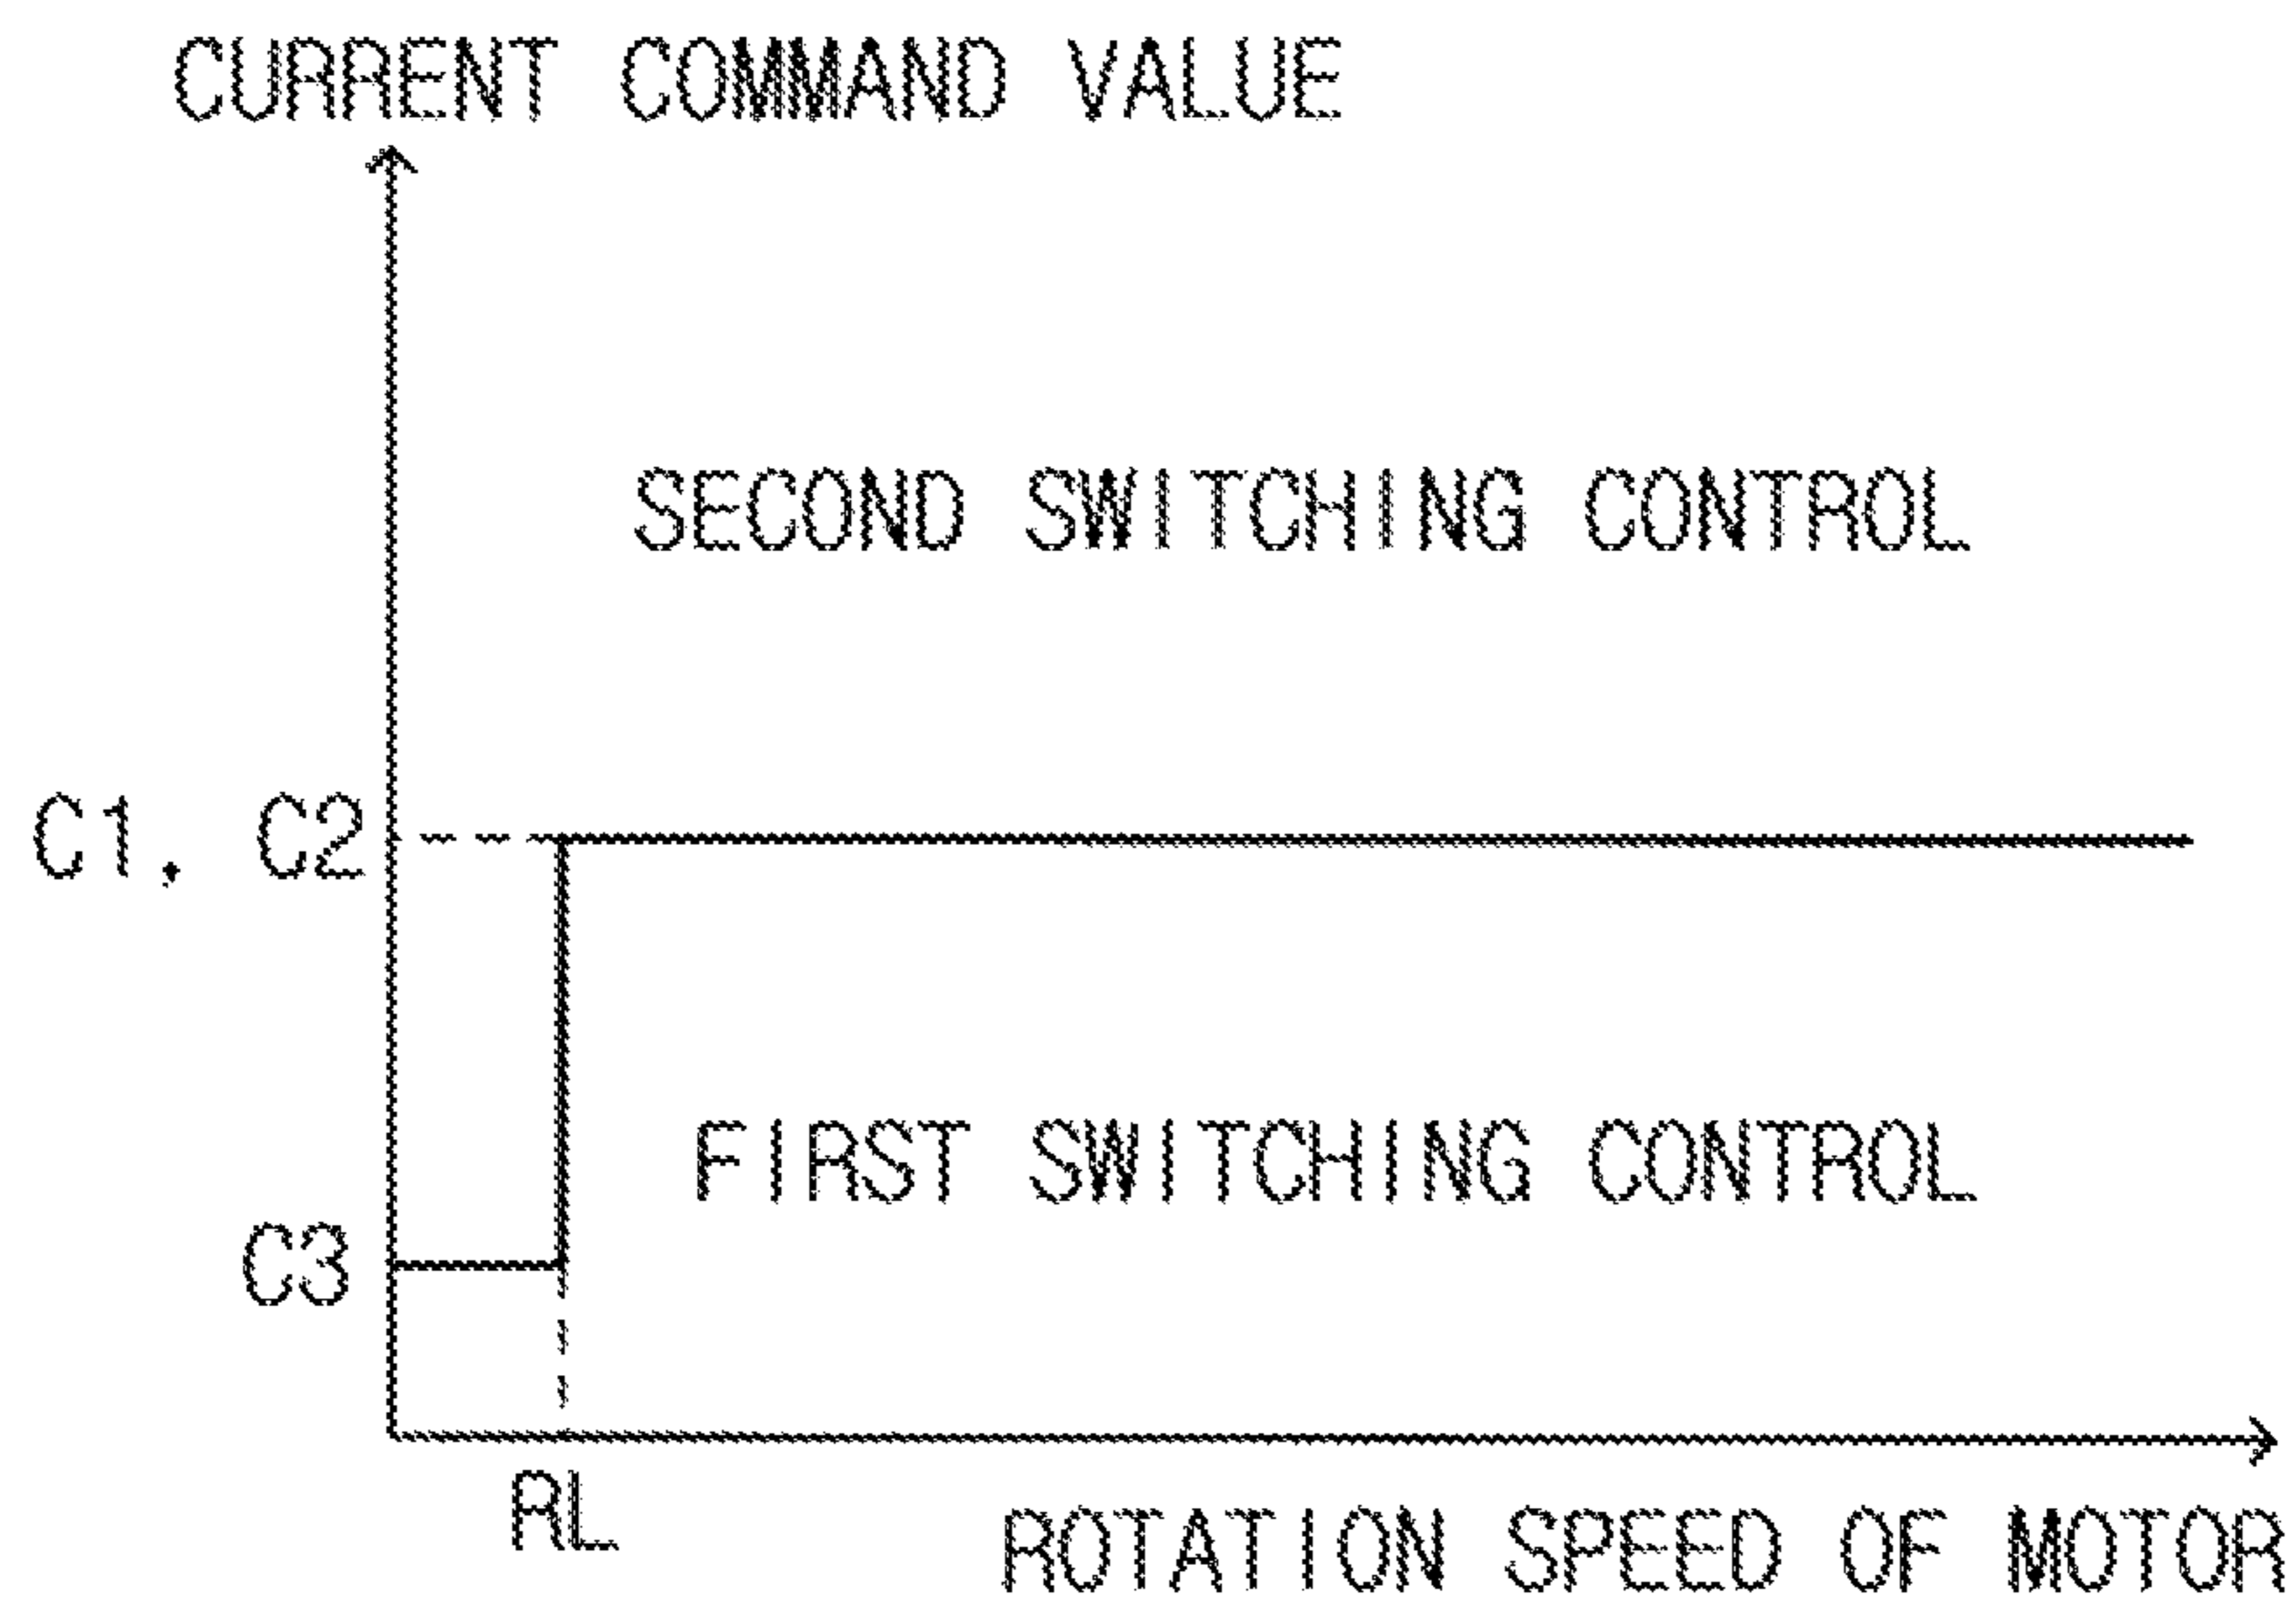 CURRENT COMMAND VALUE
SECOND SWITCHING CONTROL
C1, C2
FIRST SWITCHING CONTROL
C3
RL
ROTATION SPEED OF MOTOR